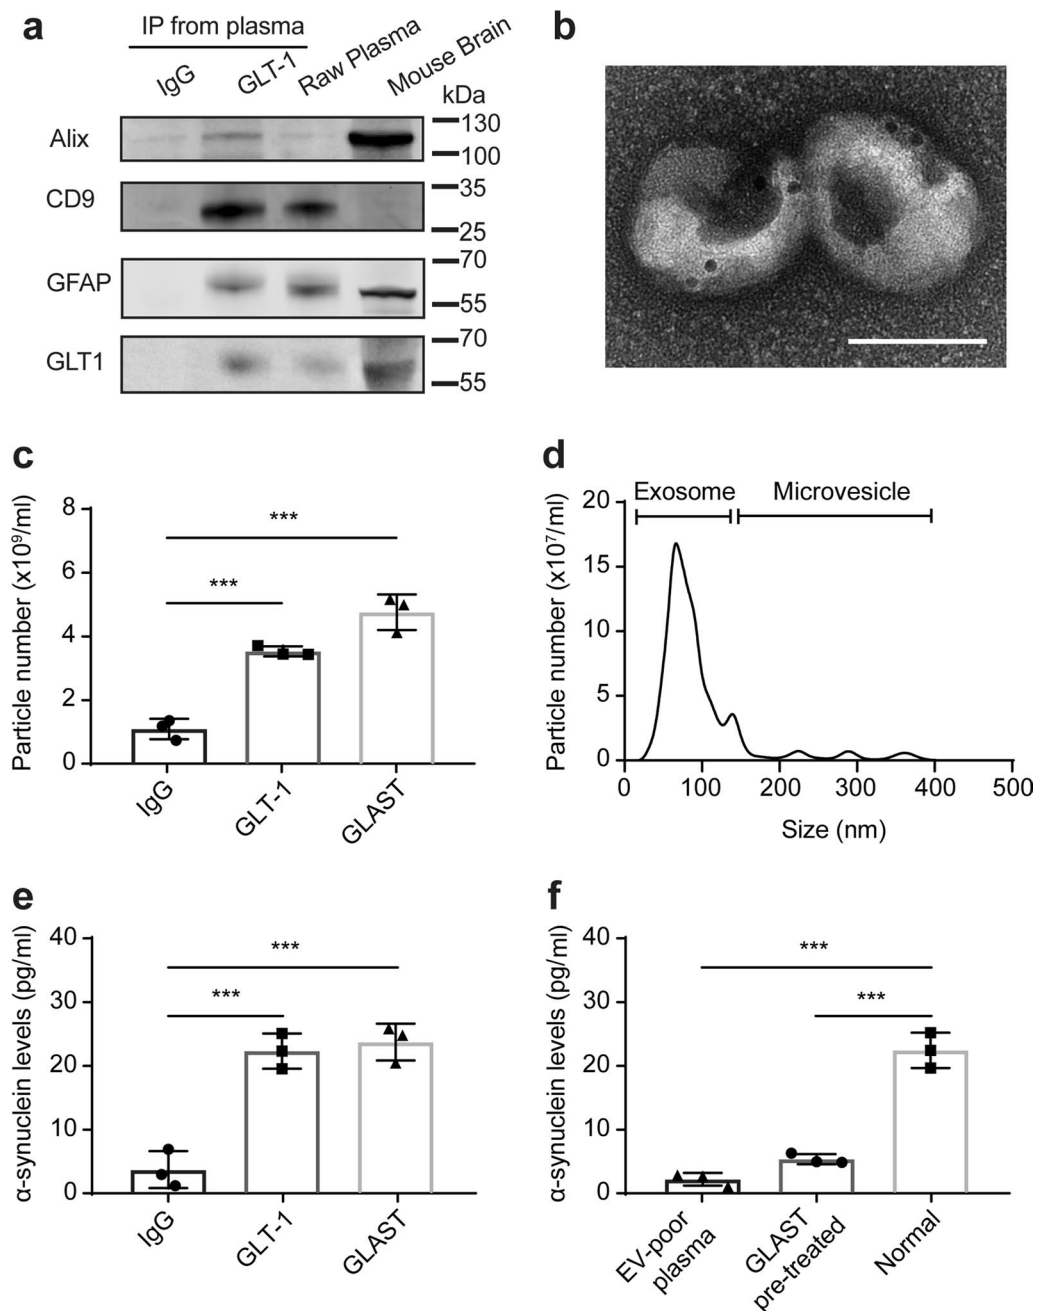 a
IP from plasma
IgG
GLT-1
Raw Plasma
Mouse Brain
kDa
Alix
130
100
CD9
35
25
GFAP
70
55
GLT1
70
55
b
c
Particle number (x10⁹/ml)
8
6
4
2
0
***
***
IgG
GLT-1
GLAST
d
Particle number (x10⁷/ml)
20
15
10
5
0
Exosome
Microvesicle
0 100 200 300 400 500
Size (nm)
e
α-synuclein levels (pg/ml)
40
30
20
10
0
***
***
IgG
GLT-1
GLAST
f
α-synuclein levels (pg/ml)
40
30
20
10
0
***
***
EV-poor
plasma
GLAST
pre-treated
Normal